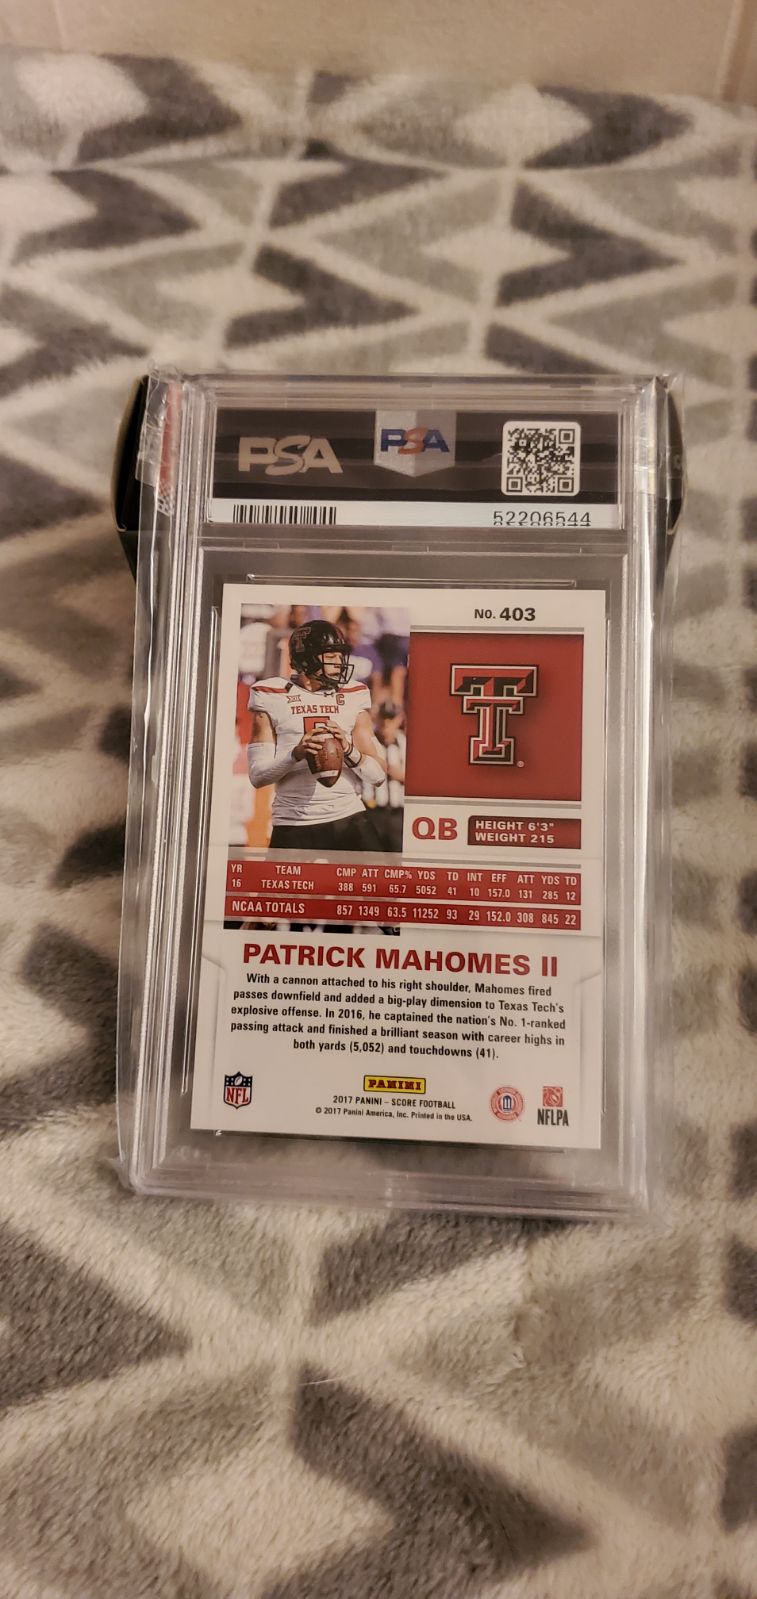 PSA PSA
52206544
NO. 403
TEXAS TECH
QB
HEIGHT 6'3"
WEIGHT 215
YR TEAM CMP ATT CMP% YDS TD INT EFF ATT YDS TD
16 TEXAS TECH 388 591 65.7 5052 41 10 157.0 131 285 12
NCAA TOTALS 857 1349 63.5 11252 93 29 152.0 308 845 22
PATRICK MAHOMES II
With a cannon attached to his right shoulder, Mahomes fired
passes downfield and added a big-play dimension to Texas Tech's
explosive offense. In 2016, he captained the nation's No. 1-ranked
passing attack and finished a brilliant season with career highs in
both yards (5,052) and touchdowns (41).
NFL
PANINI
2017 PANINI – SCORE FOOTBALL
© 2017 Panini America, Inc. Printed in the USA.
NFLPA